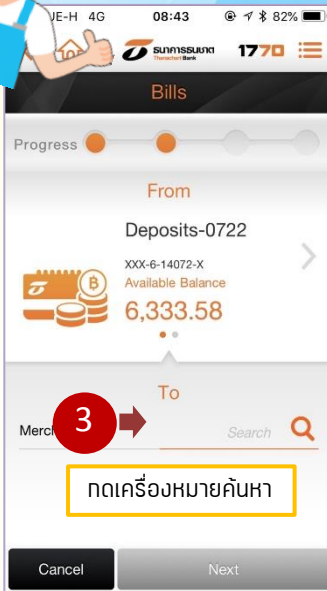 UE-H 4G 08:43 82%
ธนาคารธนชาต
Thanachart Bank
1770
Bills
Progress
From
Deposits-0722
XXX-6-14072-X
Available Balance
6,333.58
To
Merch
3
Search
กดเครื่องหมายค้นหา
Cancel
Next